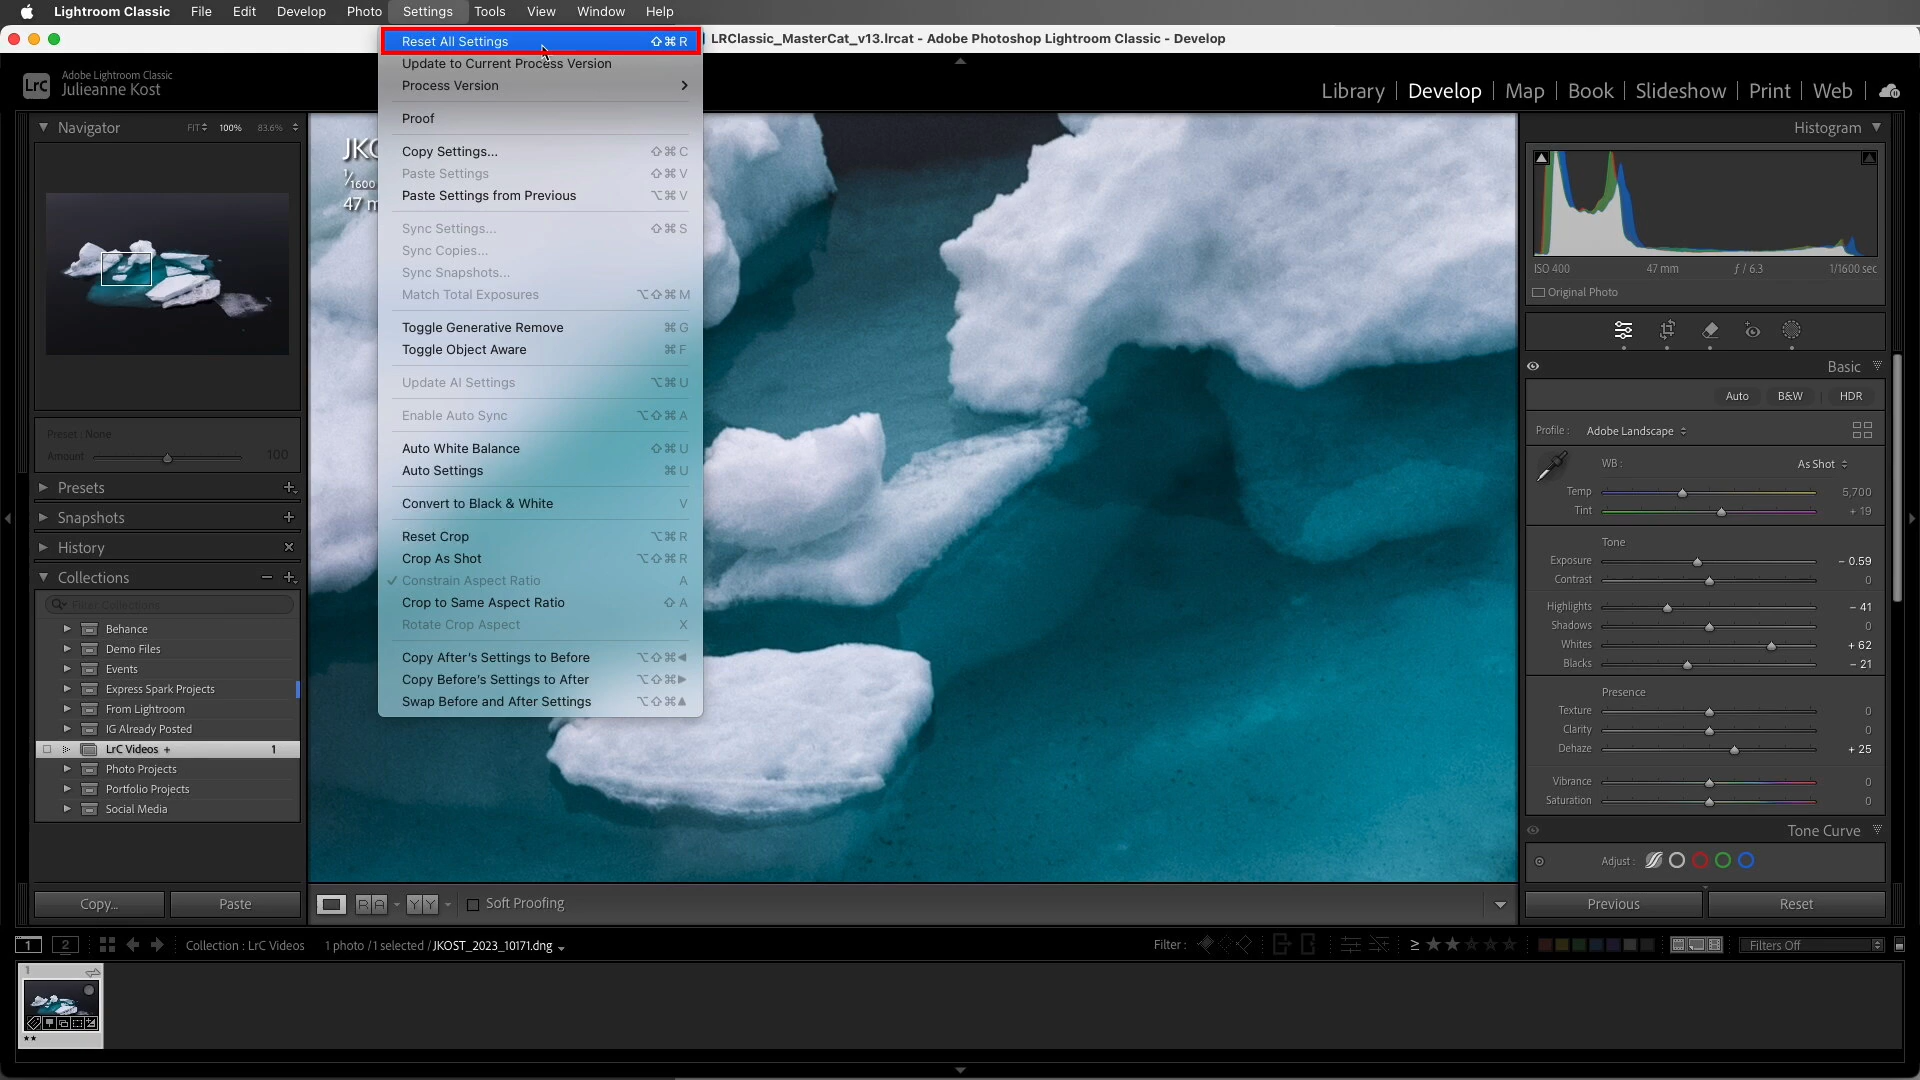 Lightroom Classic File Edit Develop Photo Settings Tools View Window Help
LRClassic_MasterCat_v13.lrcat - Adobe Photoshop Lightroom Classic - Develop
LrC
Adobe Lightroom Classic
Julieanne Kost
Library | Develop | Map | Book | Slideshow | Print | Web
Reset All Settings ⇧⌘R
Update to Current Process Version
Process Version
Proof
Copy Settings... ⇧⌘C
Paste Settings ⇧⌘V
Paste Settings from Previous ⌥⌘V
Sync Settings... ⇧⌘S
Sync Copies...
Sync Snapshots...
Match Total Exposures ⌥⇧⌘M
Toggle Generative Remove ⌘G
Toggle Object Aware ⌘F
Update AI Settings ⌥⌘U
Enable Auto Sync ⌥⇧⌘A
Auto White Balance ⇧⌘U
Auto Settings ⌘U
Convert to Black & White V
Reset Crop ⌥⌘R
Crop As Shot ⌥⇧⌘R
✓ Constrain Aspect Ratio A
Crop to Same Aspect Ratio ⇧A
Rotate Crop Aspect X
Copy After's Settings to Before ⌥⇧⌘◀
Copy Before's Settings to After ⌥⇧⌘▶
Swap Before and After Settings ⌥⇧⌘▲
Navigator FIT 100% 83.6%
Preset : None
Amount 100
Presets
Snapshots
History
Collections
Filter Collections
Behance
Demo Files
Events
Express Spark Projects
From Lightroom
IG Already Posted
LrC Videos + 1
Photo Projects
Portfolio Projects
Social Media
Copy... Paste
JKO
1/1600
47 m
Histogram
ISO 400 47 mm ƒ / 6.3 1/1600 sec
Original Photo
Basic
Auto B&W HDR
Profile : Adobe Landscape
WB : As Shot
Temp 5,700
Tint + 19
Tone
Exposure - 0.59
Contrast 0
Highlights - 41
Shadows 0
Whites + 62
Blacks - 21
Presence
Texture 0
Clarity 0
Dehaze + 25
Vibrance 0
Saturation 0
Tone Curve
Adjust :
Previous Reset
R A Y Y Soft Proofing
1 2 Collection : LrC Videos 1 photo / 1 selected / JKOST_2023_10171.dng Filter : ≥ ★★ Filters Off
1
★★